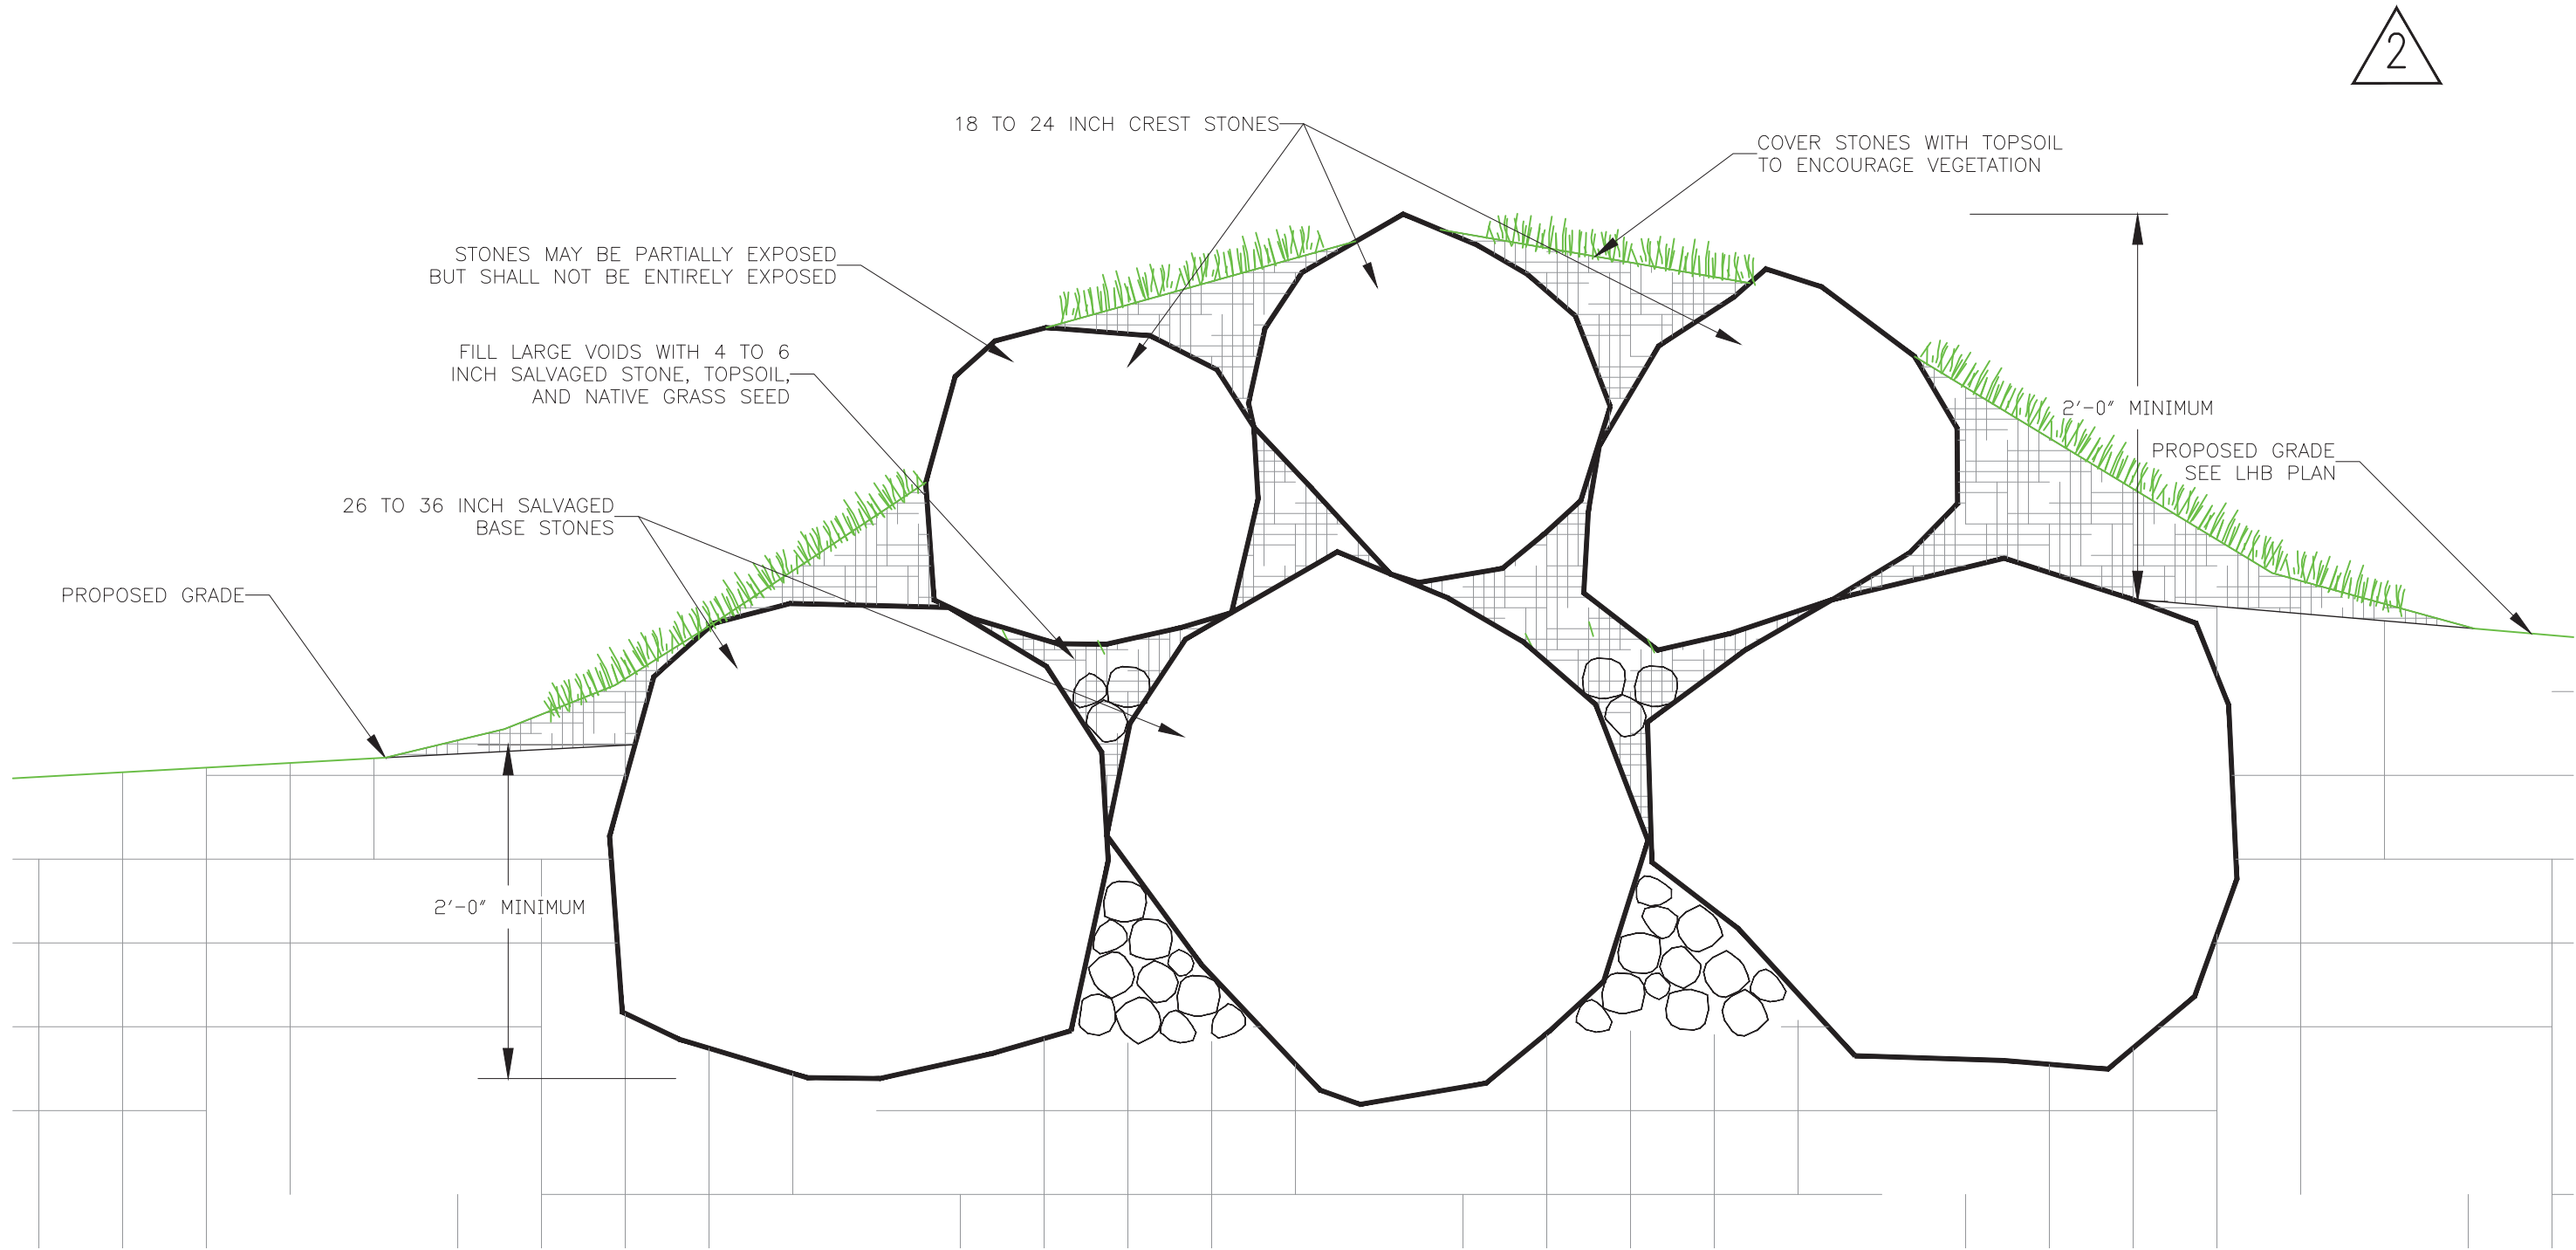 2
18 TO 24 INCH CREST STONES
COVER STONES WITH TOPSOIL
TO ENCOURAGE VEGETATION
STONES MAY BE PARTIALLY EXPOSED
BUT SHALL NOT BE ENTIRELY EXPOSED
FILL LARGE VOIDS WITH 4 TO 6
INCH SALVAGED STONE, TOPSOIL,
AND NATIVE GRASS SEED
2'-0" MINIMUM
PROPOSED GRADE
SEE LHB PLAN
26 TO 36 INCH SALVAGED
BASE STONES
PROPOSED GRADE
2'-0" MINIMUM